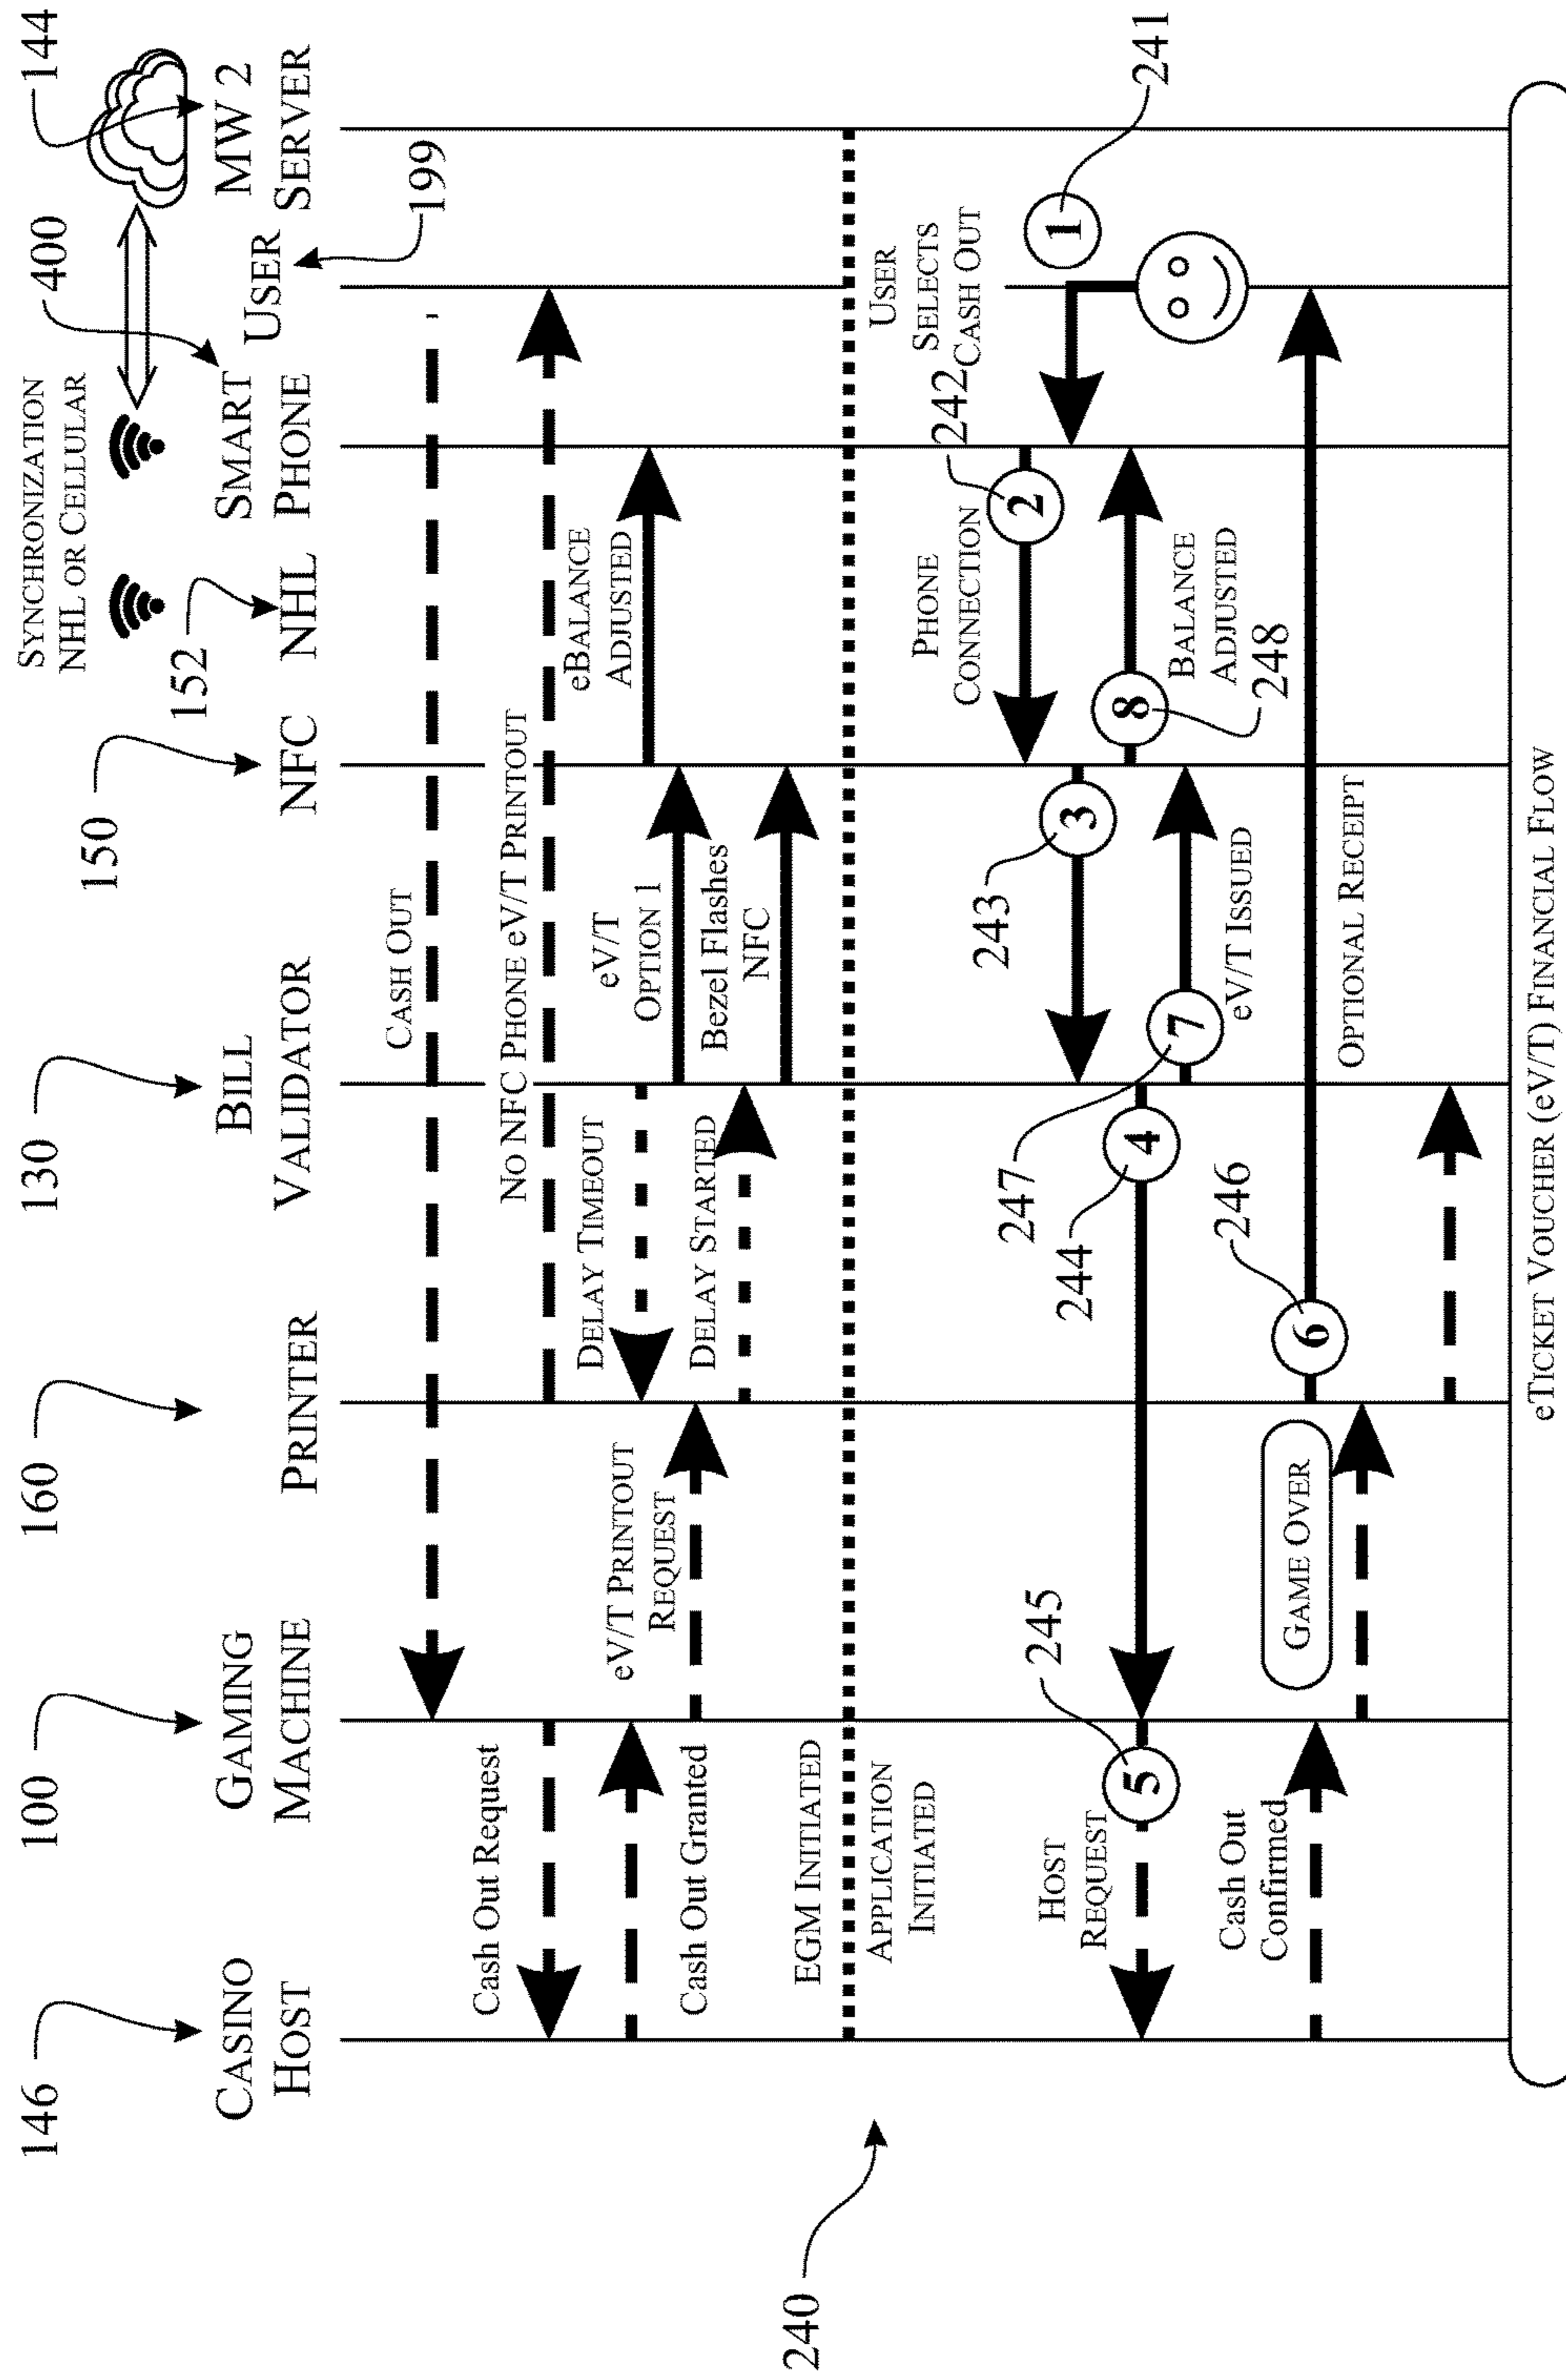 146
100
160
130
150
152
SYNCHRONIZATION
NHL OR CELLULAR
400
144
CASINO
HOST
GAMING
MACHINE
PRINTER
BILL
VALIDATOR
NFC
NHL
SMART
PHONE
USER
MW 2
SERVER
199
CASH OUT
Cash Out Request
NO NFC PHONE eV/T PRINTOUT
eV/T PRINTOUT
REQUEST
DELAY TIMEOUT
eV/T
OPTION 1
eBALANCE
ADJUSTED
Cash Out Granted
DELAY STARTED
Bezel Flashes
NFC
EGM INITIATED
APPLICATION
INITIATED
240
USER
SELECTS
CASH OUT
1
241
242
PHONE
CONNECTION
2
243
3
HOST
REQUEST
245
5
244
4
247
7
eV/T ISSUED
8
BALANCE
ADJUSTED
248
Cash Out
Confirmed
GAME OVER
246
6
OPTIONAL RECEIPT
eTICKET VOUCHER (eV/T) FINANCIAL FLOW